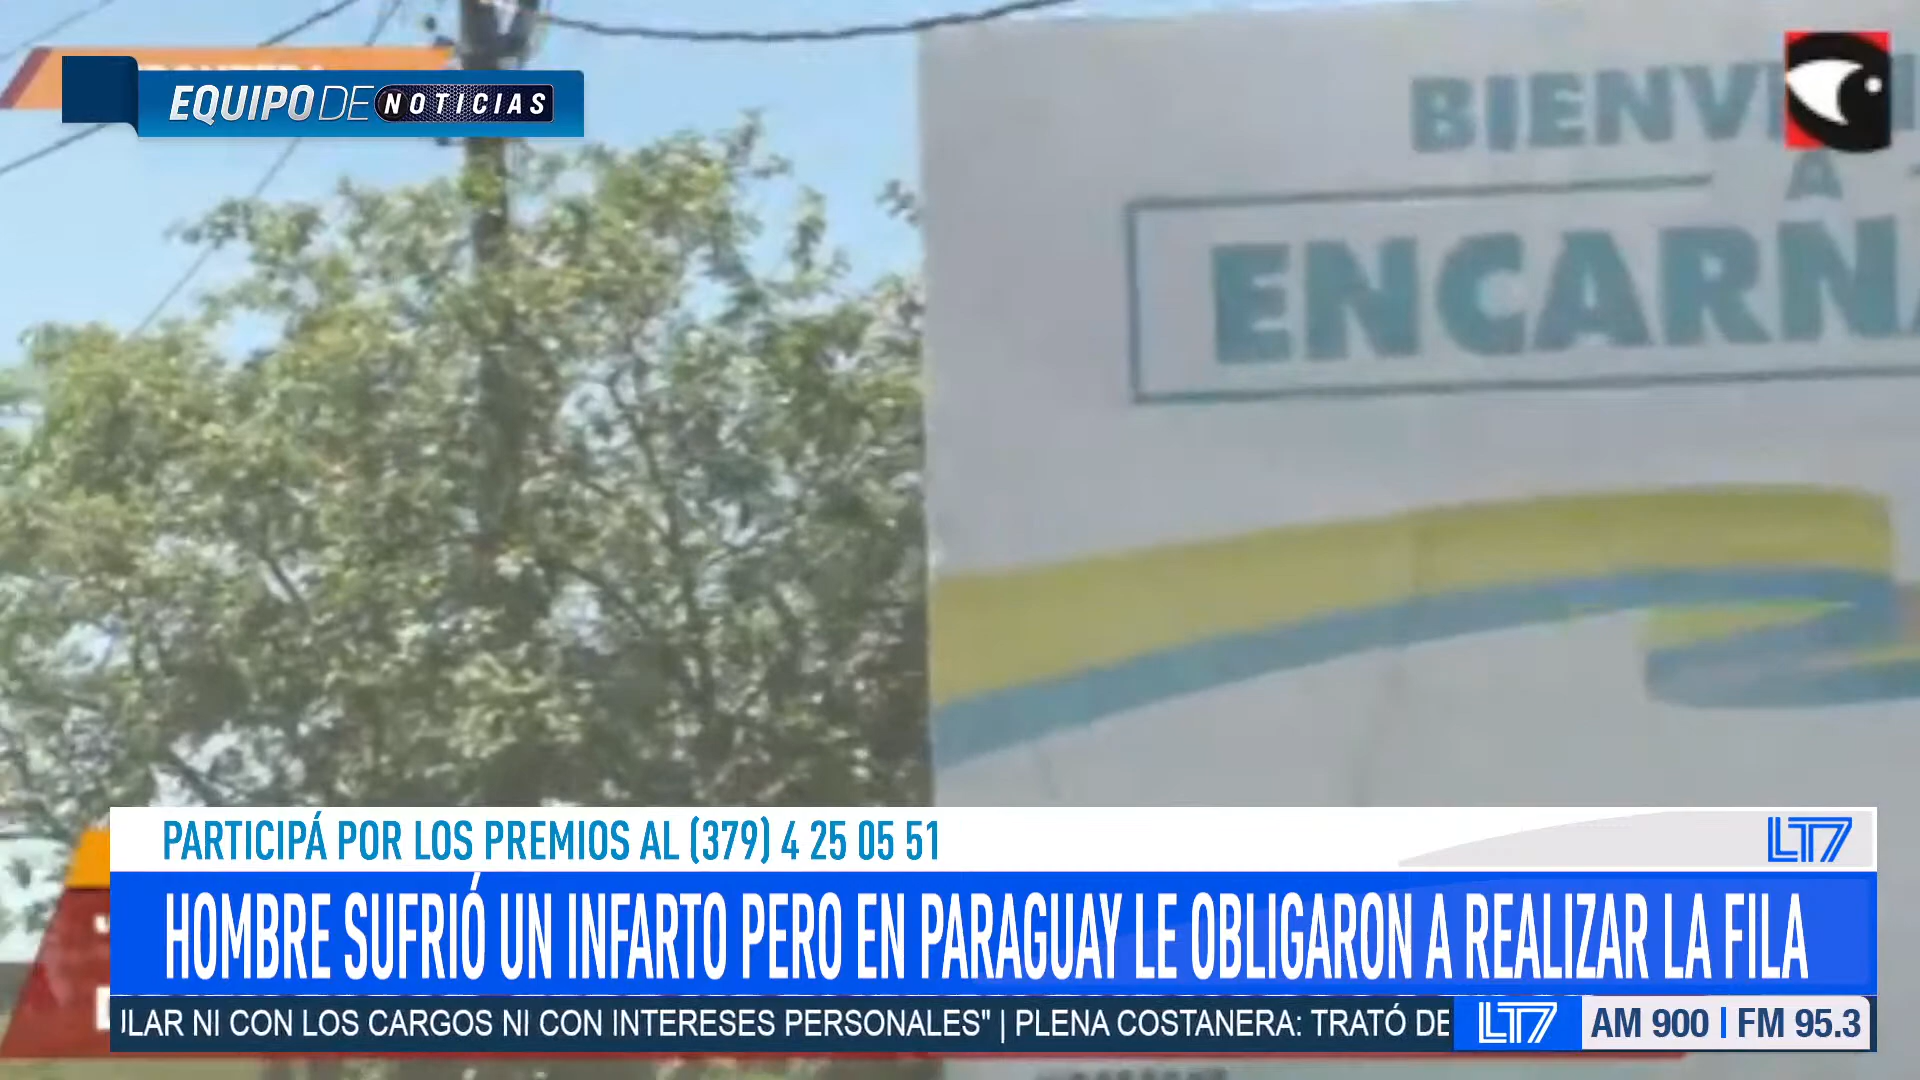 EQUIPO DE NOTICIAS
BIENV
A
ENCARNA
PARTICIPÁ POR LOS PREMIOS AL (379) 4 25 05 51
LT7
HOMBRE SUFRIÓ UN INFARTO PERO EN PARAGUAY LE OBLIGARON A REALIZAR LA FILA
ULAR NI CON LOS CARGOS NI CON INTERESES PERSONALES" | PLENA COSTANERA: TRATÓ DE
LT7 AM 900 | FM 95.3